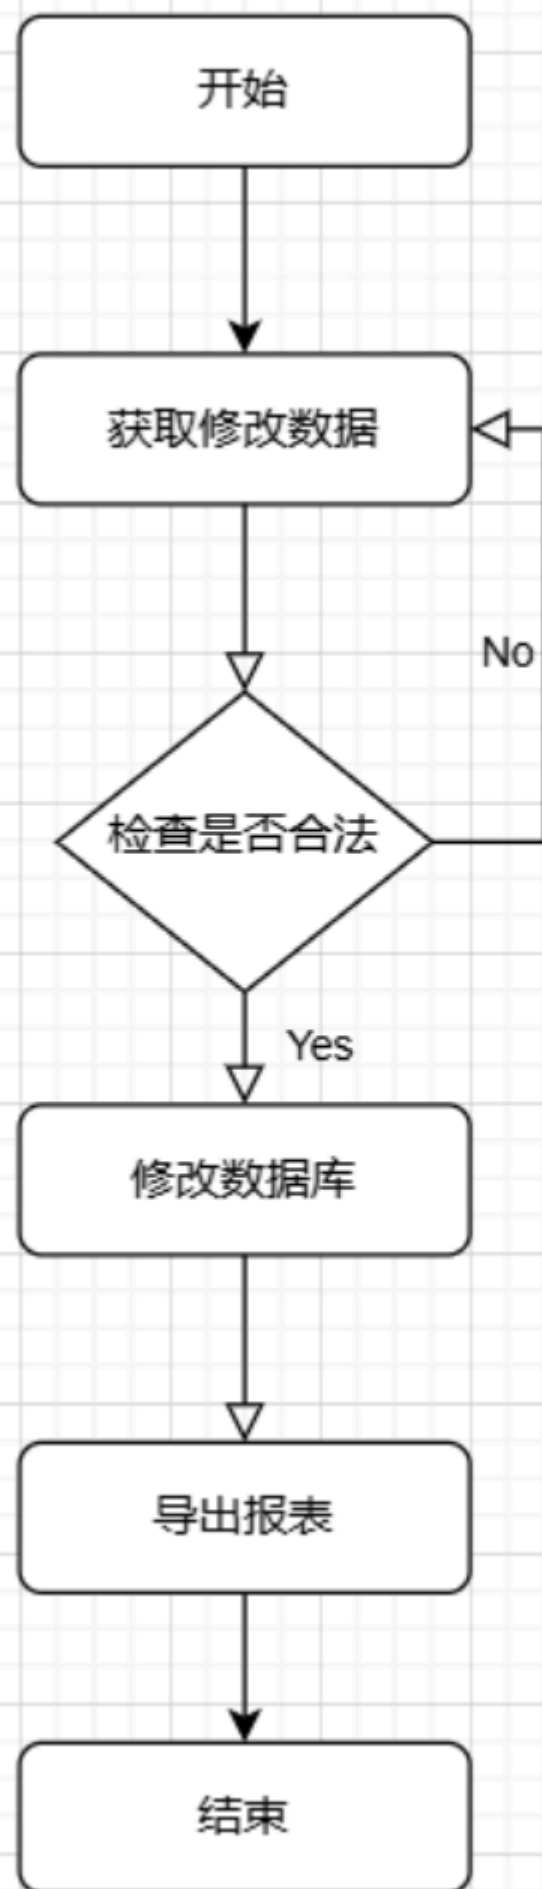 开始
获取修改数据
No
检查是否合法
Yes
修改数据库
导出报表
结束